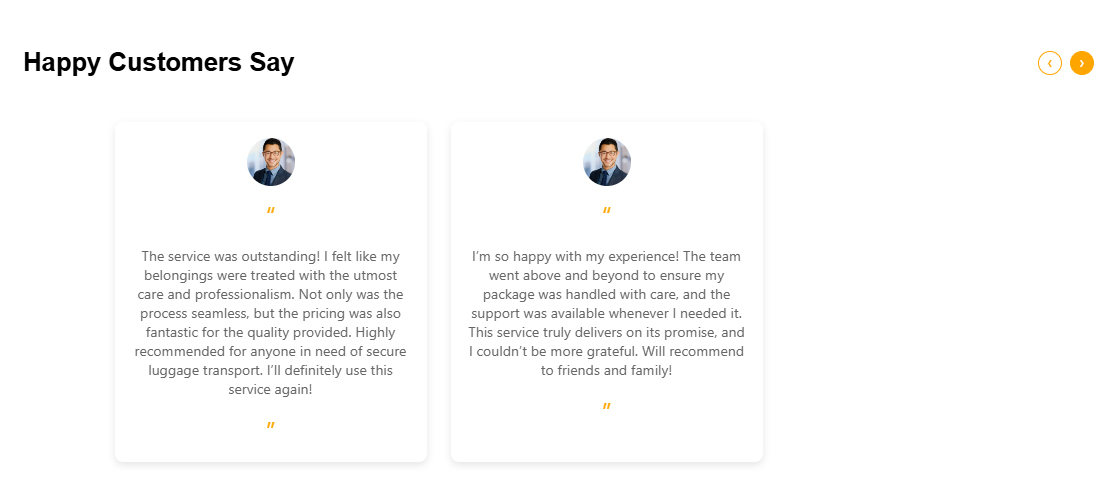 Happy Customers Say
‹ ›
“
The service was outstanding! I felt like my
belongings were treated with the utmost
care and professionalism. Not only was the
process seamless, but the pricing was also
fantastic for the quality provided. Highly
recommended for anyone in need of secure
luggage transport. I’ll definitely use this
service again!
”
“
I’m so happy with my experience! The team
went above and beyond to ensure my
package was handled with care, and the
support was available whenever I needed it.
This service truly delivers on its promise, and
I couldn’t be more grateful. Will recommend
to friends and family!
”